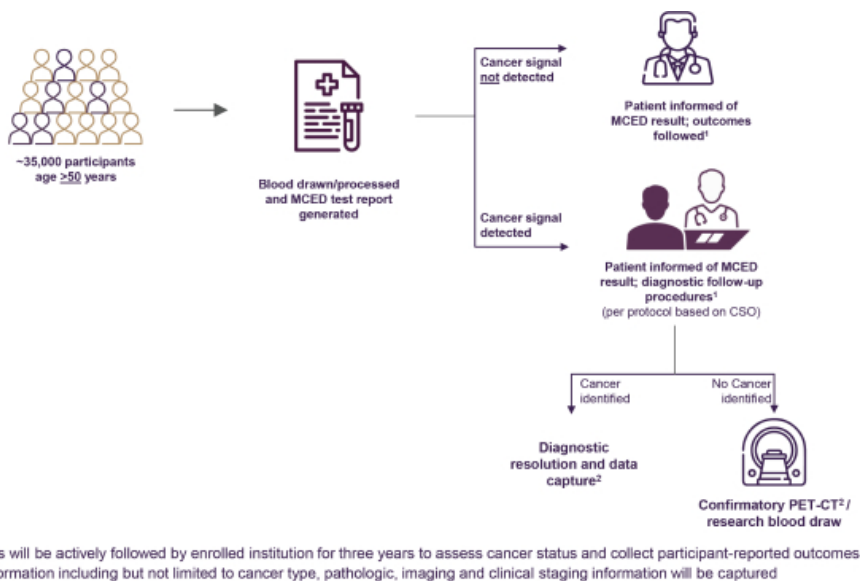 ~35,000 participants
age >50 years
Blood drawn/processed
and MCED test report
generated
Cancer signal
not detected
Patient informed of
MCED result; outcomes
followed¹
Cancer signal
detected
Patient informed of MCED
result; diagnostic follow-up
procedures¹
(per protocol based on CSO)
Cancer
identified
No Cancer
identified
Diagnostic
resolution and data
capture²
Confirmatory PET-CT²/
research blood draw
s will be actively followed by enrolled institution for three years to assess cancer status and collect participant-reported outcomes
formation including but not limited to cancer type, pathologic, imaging and clinical staging information will be captured